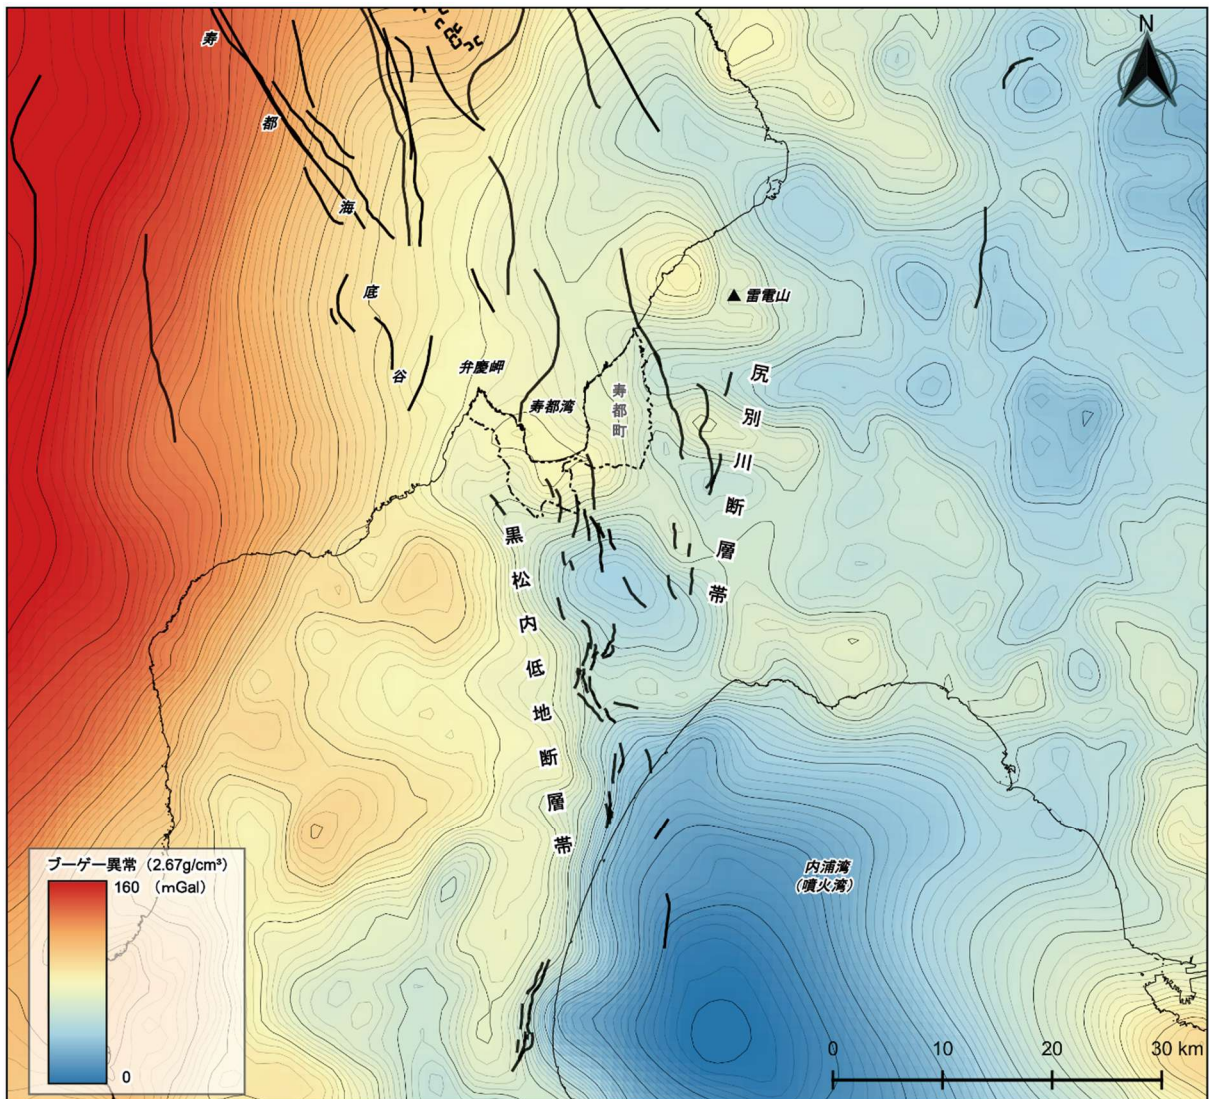 N
寿都海底谷
雷電山
弁慶岬
寿都湾
寿都町
尻別川断層帯
黒松内低地断層帯
内浦湾
(噴火湾)
ブーゲー異常（2.67g/cm³）
160 （mGal）
0
0 10 20 30 km